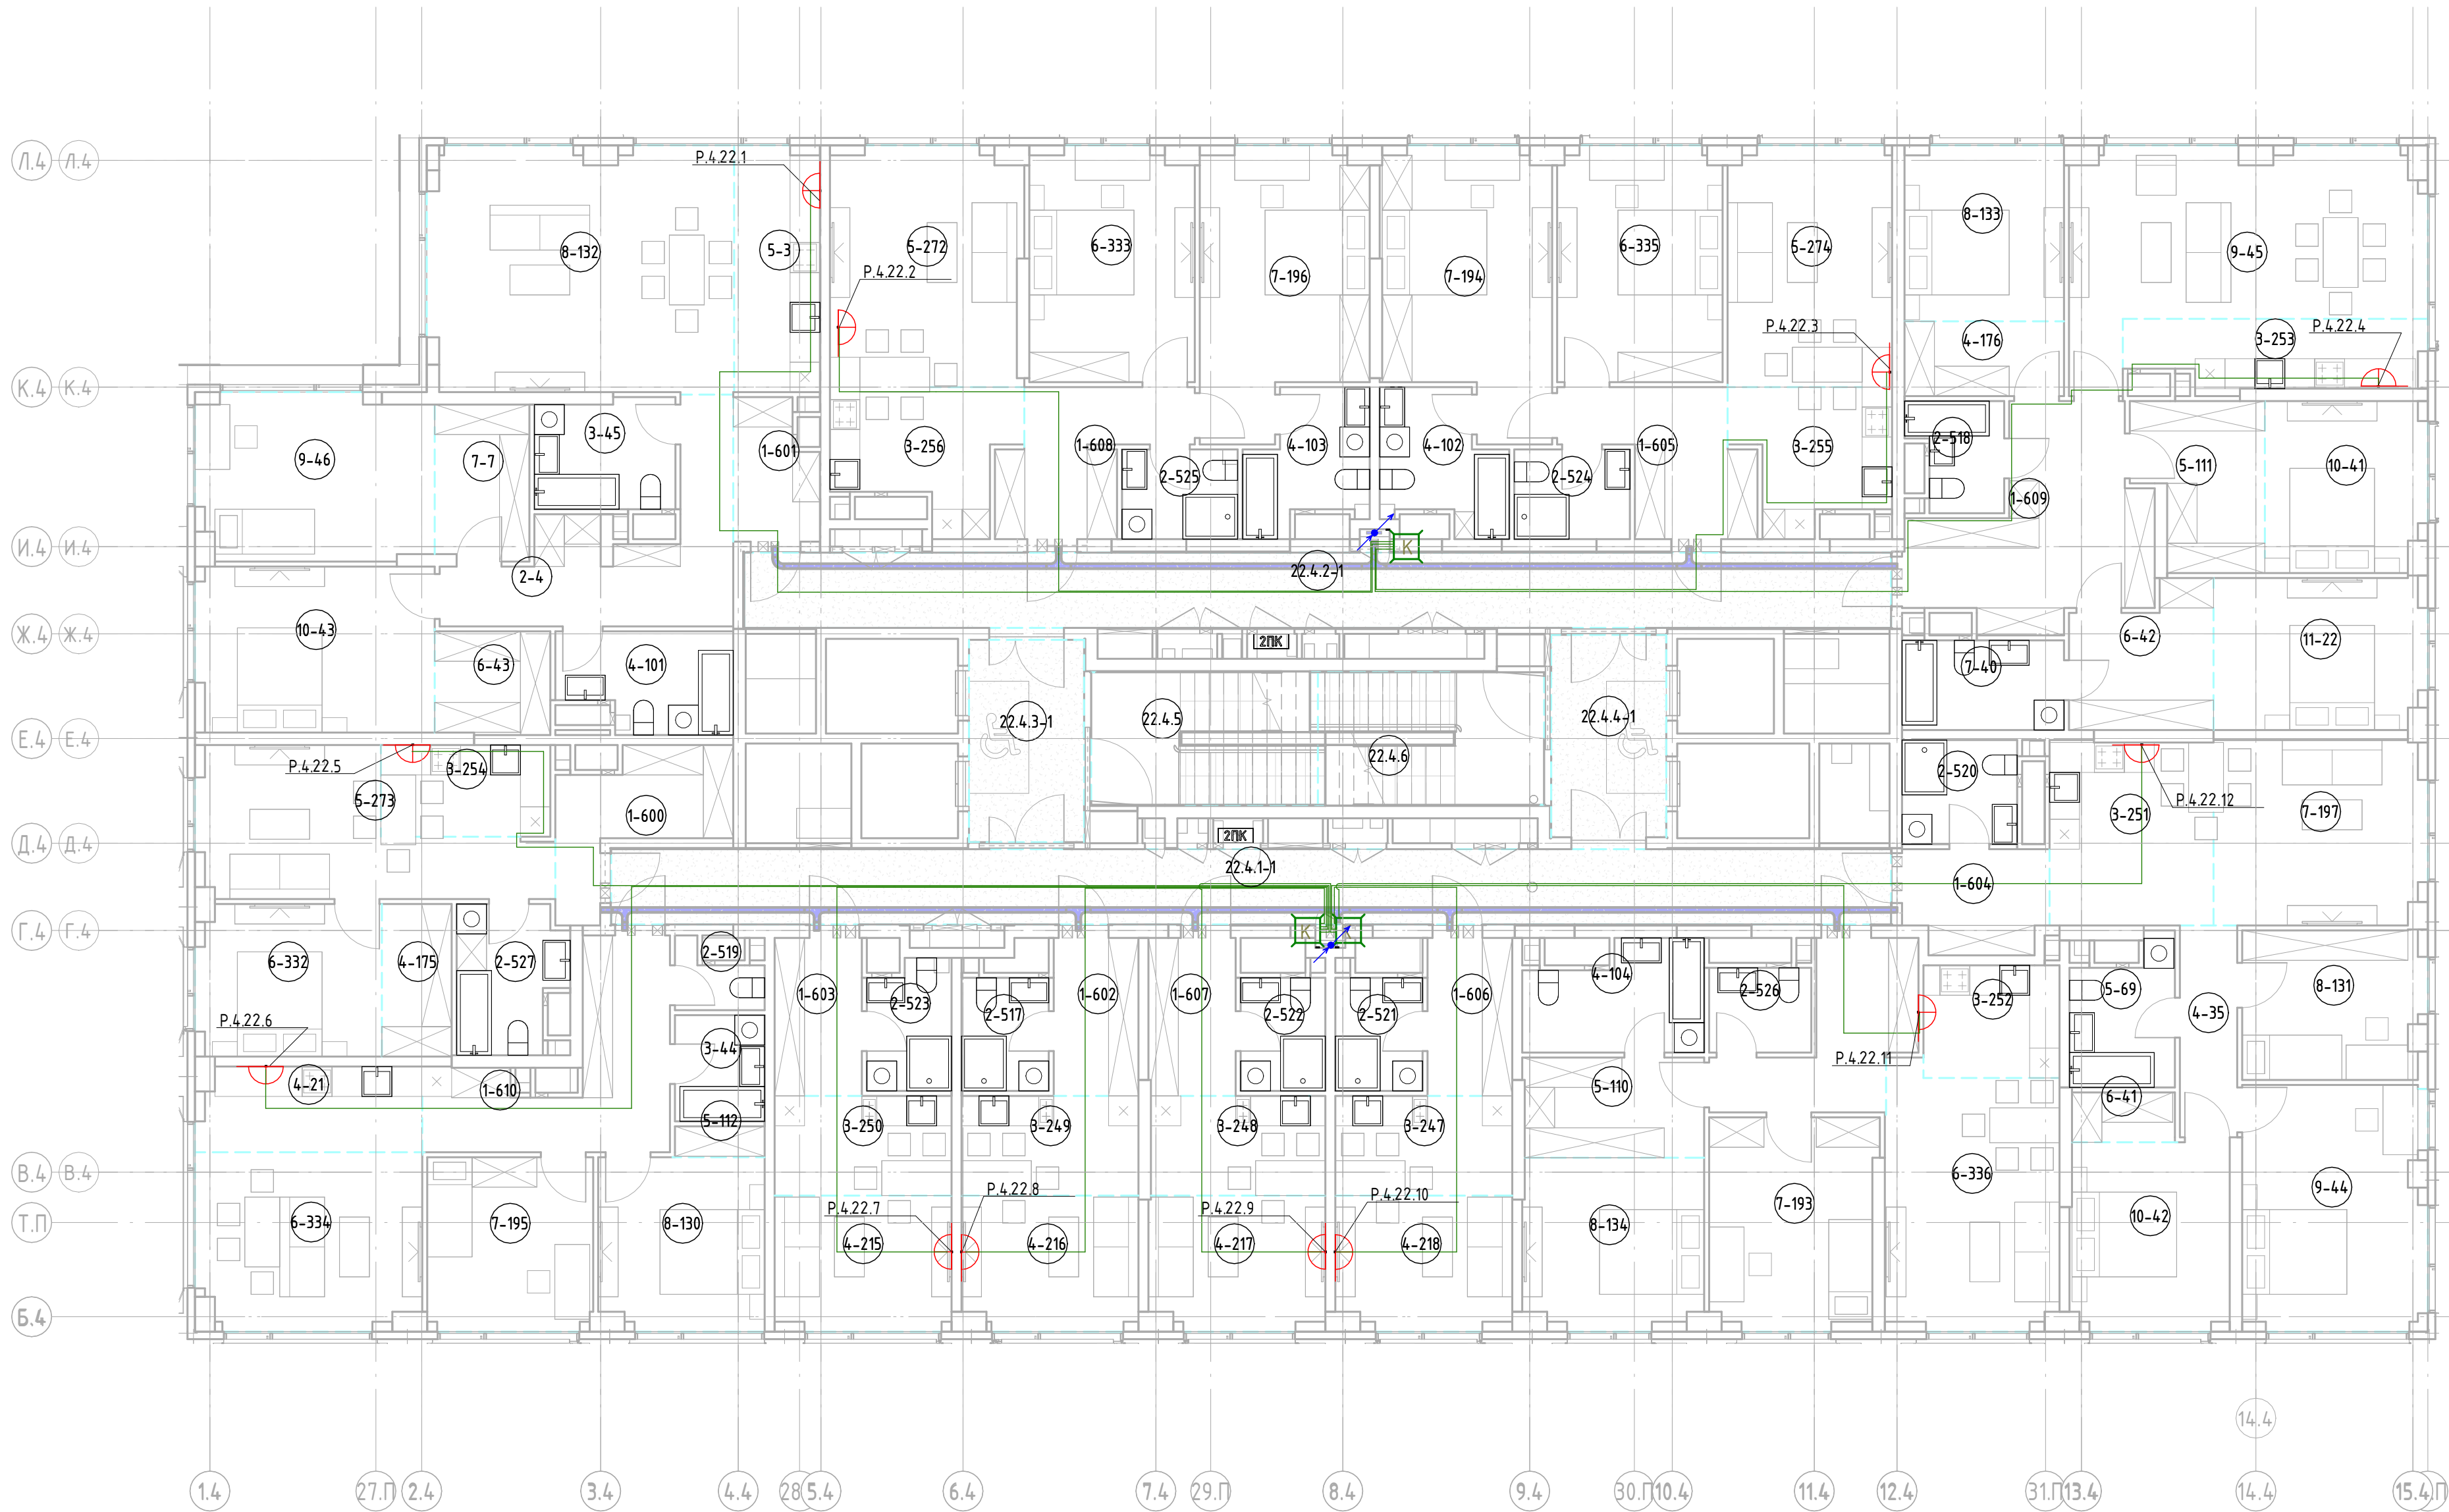 Л.4 Л.4 Р.4.22.1
8-132 5-3 5-272 6-333 7-196 7-194 6-335 5-274 8-133 9-45
Р.4.22.2
Р.4.22.3 4-176 3-253 Р.4.22.4
К.4 К.4
9-46 7-7 3-45 1-601 3-256 1-608 2-525 4-103 4-102 2-524 1-605 3-255 2-518 1-609 5-111 10-41
И.4 И.4
2-4 22.4.2-1
Ж.4 Ж.4 10-43 6-43 4-101 2ПК 7-40 6-42 11-22
22.4.3-1 22.4.5 22.4.6 22.4.4-1
Е.4 Е.4
Р.4.22.5 3-254 5-273 1-600 2-520 3-251 Р.4.22.12 7-197
Д.4 Д.4 2ПК
22.4.1-1 1-604
Г.4 Г.4 К К
6-332 4-175 2-527 2-519 1-603 2-523 2-517 1-602 1-607 2-522 2-521 1-606 4-104 2-526 3-252 5-69 4-35 8-131
Р.4.22.6 3-44 Р.4.22.11
4-21 1-610 5-112 5-110 6-41
3-250 3-249 3-248 3-247
В.4 В.4 6-336 9-44
Р.4.22.7 Р.4.22.8 Р.4.22.9 Р.4.22.10
Т.П 6-334 7-195 8-130 4-215 4-216 4-217 4-218 8-134 7-193 10-42
К
Б.4 Б.4
14.4
1.4 27.П 2.4 3.4 4.4 28 5.4 6.4 7.4 29.П 8.4 9.4 30.П 10.4 11.4 12.4 31.П 13.4 14.4 15.4 .П